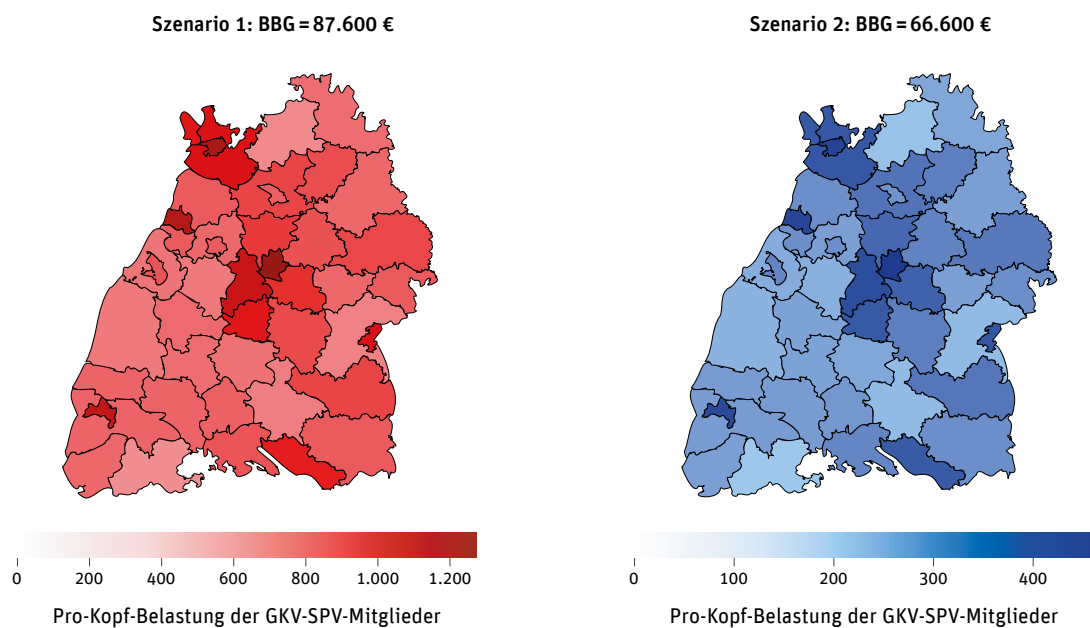 Szenario 1: BBG = 87.600 €
Szenario 2: BBG = 66.600 €
0 200 400 600 800 1.000 1.200
0 100 200 300 400
Pro-Kopf-Belastung der GKV-SPV-Mitglieder
Pro-Kopf-Belastung der GKV-SPV-Mitglieder